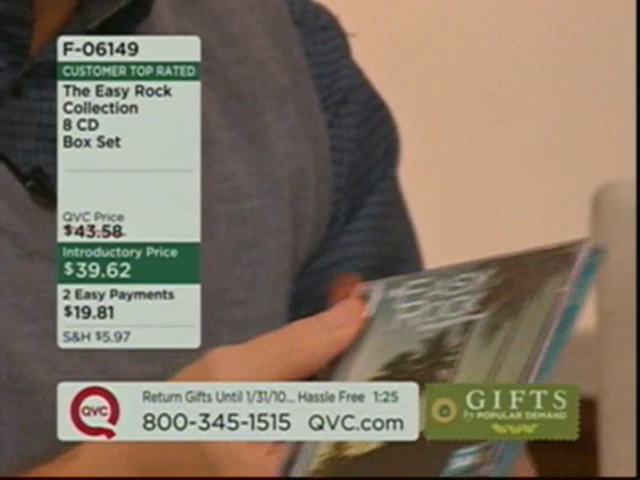 F-06149
CUSTOMER TOP RATED
The Easy Rock
Collection
8 CD
Box Set
QVC Price
$43.58
Introductory Price
$39.62
2 Easy Payments
$19.81
S&H $5.97
THE EASY
ROCK
QVC
Return Gifts Until 1/31/10... Hassle Free 1:25
800-345-1515 QVC.com
GIFTS
by POPULAR DEMAND